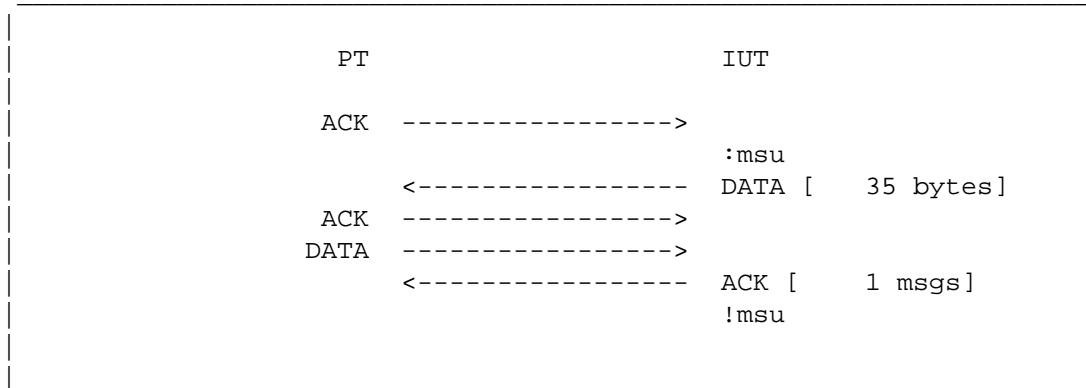 PT IUT
ACK ----------------->
:msu
<----------------- DATA [ 35 bytes]
ACK ----------------->
DATA ----------------->
<----------------- ACK [ 1 msgs]
!msu